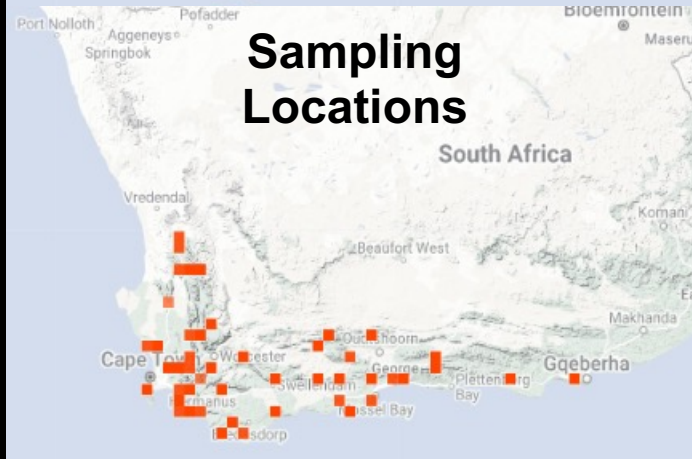 Port Nolloth
Pofadder
Aggeneys
Springbok
Bloemfontein
Maseru
Sampling
Locations
South Africa
Vredendal
Komani
Beaufort West
Makhanda
Oudtshoorn
Cape Town
Worcester
George
Gqeberha
Plettenberg
Bay
Swellendam
Hermanus
Mossel Bay
Bredasdorp